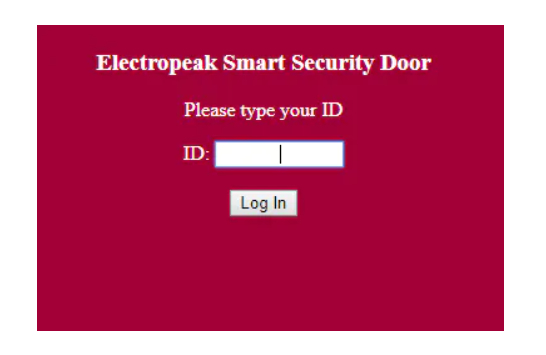 Electropeak Smart Security Door
Please type your ID
ID:
Log In